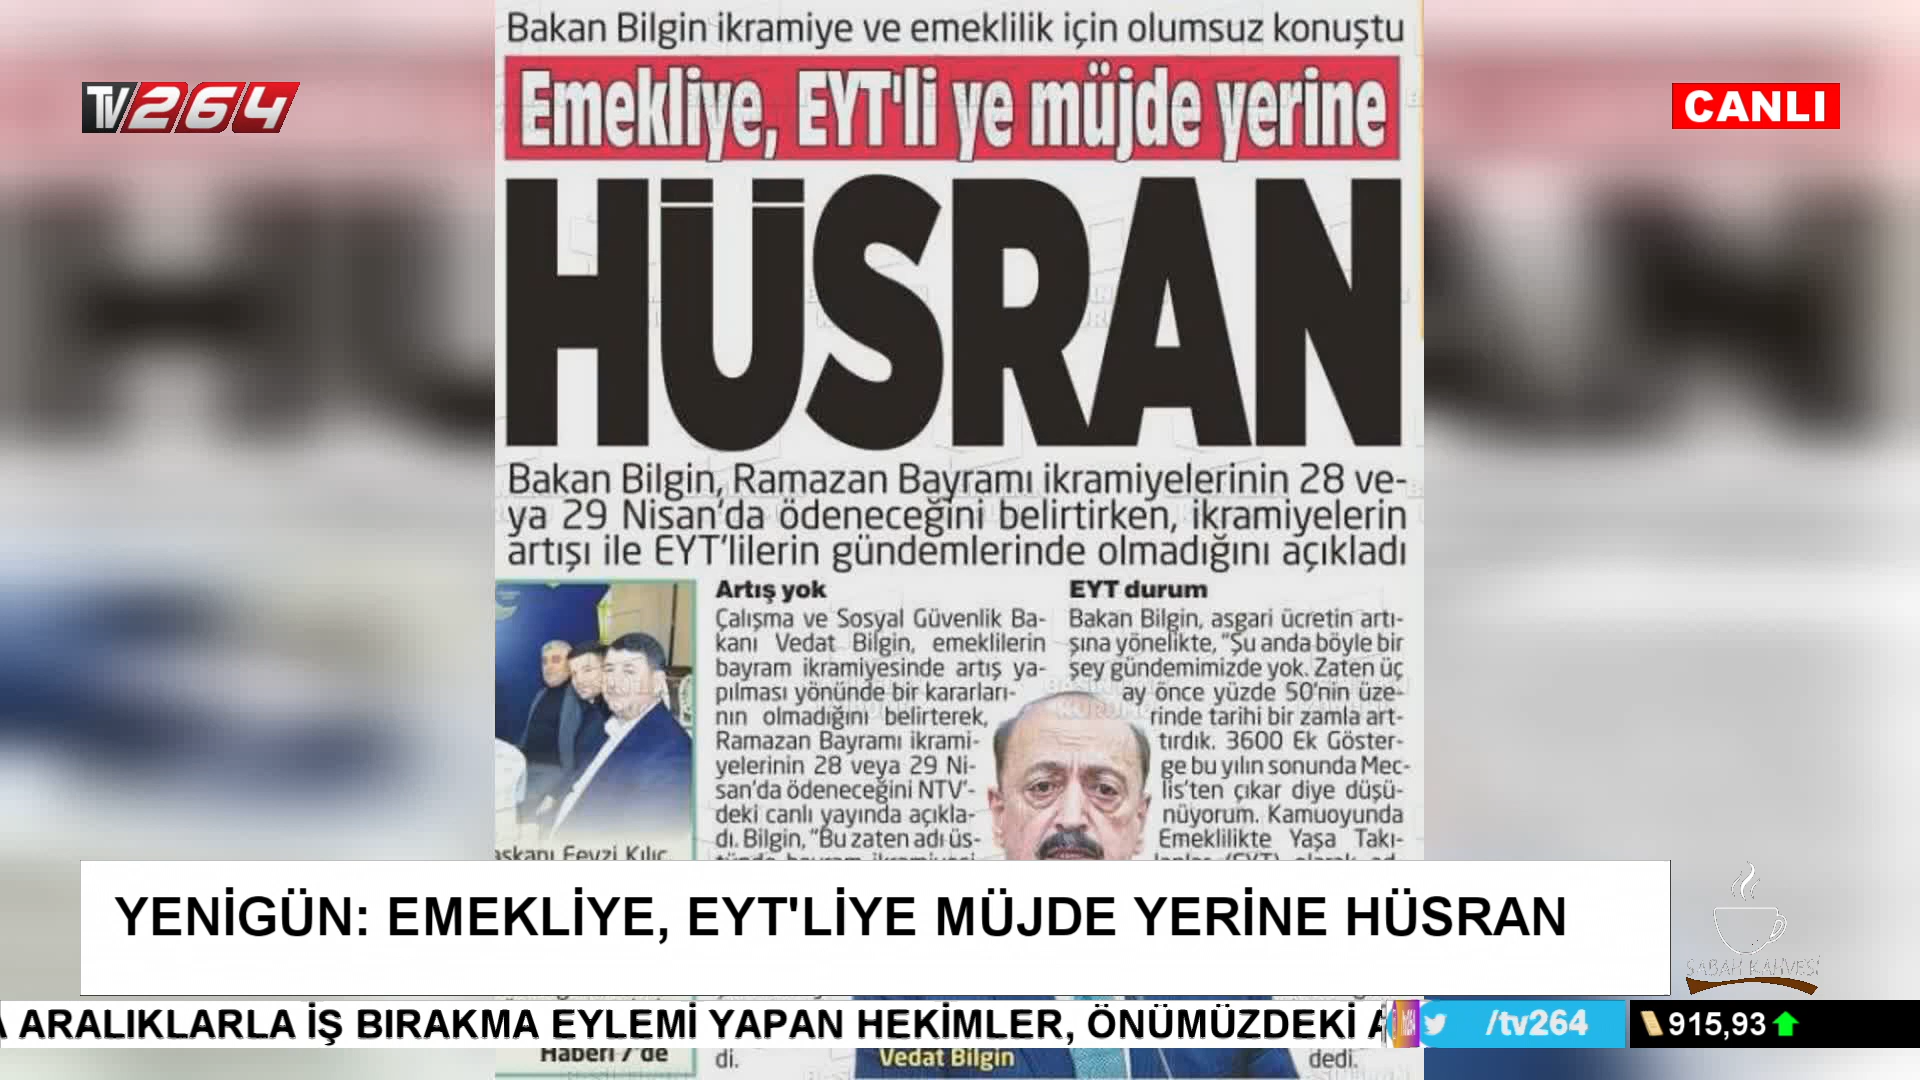 Bakan Bilgin ikramiye ve emeklilik için olumsuz konuştu
TV264
CANLI
Emekliye, EYT'li ye müjde yerine
HÜSRAN
Bakan Bilgin, Ramazan Bayramı ikramiyelerinin 28 ve-
ya 29 Nisan’da ödeneceğini belirtirken, ikramiyelerin
artışı ile EYT’lilerin gündemlerinde olmadığını açıkladı
Artış yok
Çalışma ve Sosyal Güvenlik Ba-
kanı Vedat Bilgin, emeklilerin
bayram ikramiyesinde artış ya-
pılması yönünde bir kararları-
nın olmadığını belirterek,
Ramazan Bayramı ikrami-
yelerinin 28 veya 29 Ni-
san’da ödeneceğini NTV’-
deki canlı yayında açıkla-
dı. Bilgin, “Bu zaten adı üs-
EYT durum
Bakan Bilgin, asgari ücretin artı-
şına yönelikte, “Şu anda böyle bir
şey gündemimizde yok. Zaten üç
ay önce yüzde 50’nin üze-
rinde tarihi bir zamla art-
tırdık. 3600 Ek Göster-
ge bu yılın sonunda Mec-
lis’ten çıkar diye düşü-
nüyorum. Kamuoyunda
Emeklilikte Yaşa Takı-
Fevzi Kılıç
YENİGÜN: EMEKLİYE, EYT'LİYE MÜJDE YERİNE HÜSRAN
SABAH KAHVESİ
ARALIKLARLA İŞ BIRAKMA EYLEMİ YAPAN HEKİMLER, ÖNÜMÜZDEKİ
/tv264
915,93
Haberi 7’de
di.
Vedat Bilgin
dedi.